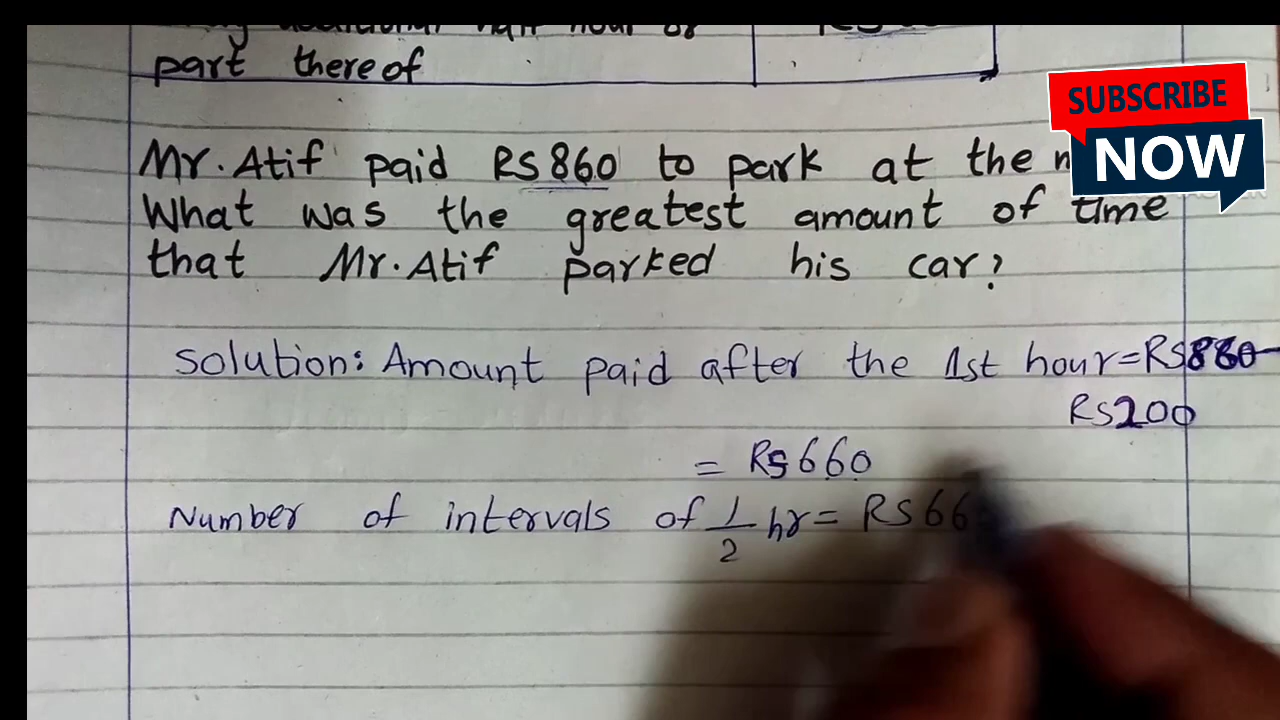 part thereof
Mr. Atif paid RS 860 to park at the
What was the greatest amount of time
that Mr. Atif parked his car?
Solution: Amount paid after the 1st hour = RS 860 -
RS 200
= RS 660
Number of intervals of 1/2 hr = RS 66
SUBSCRIBE
NOW